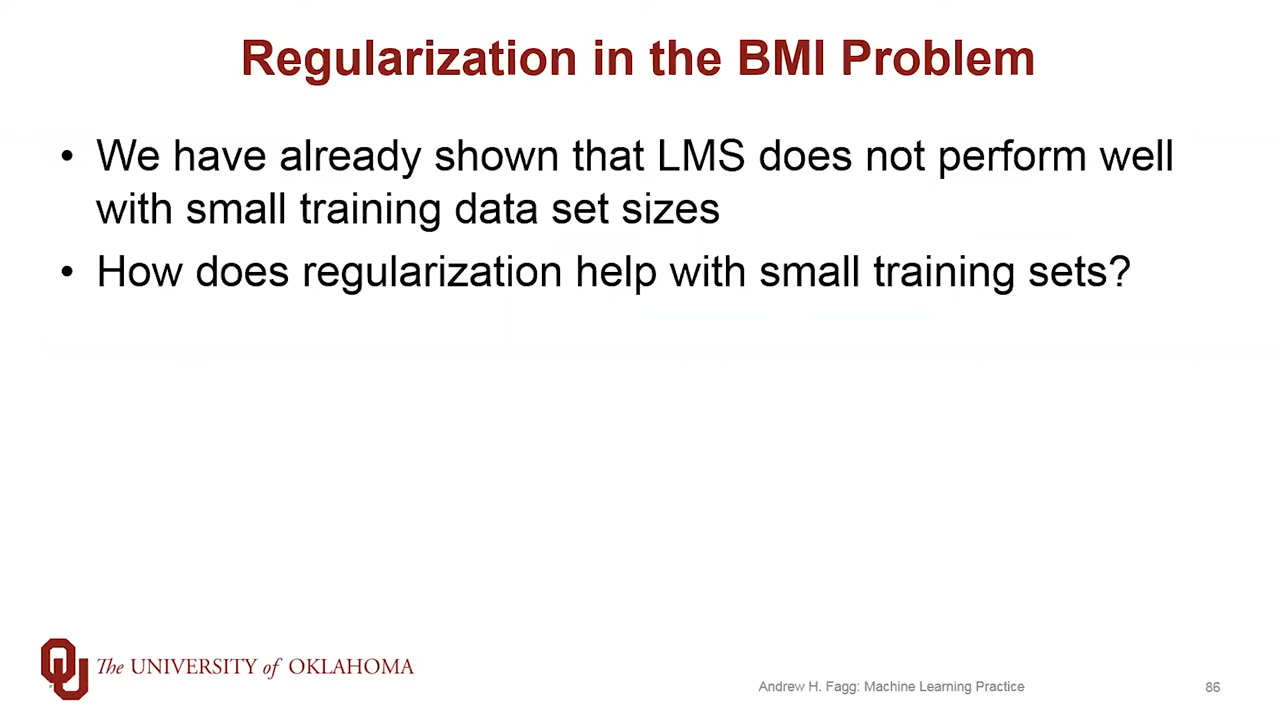 Regularization in the BMI Problem
• We have already shown that LMS does not perform well
with small training data set sizes
• How does regularization help with small training sets?
The UNIVERSITY of OKLAHOMA
Andrew H. Fagg: Machine Learning Practice
86